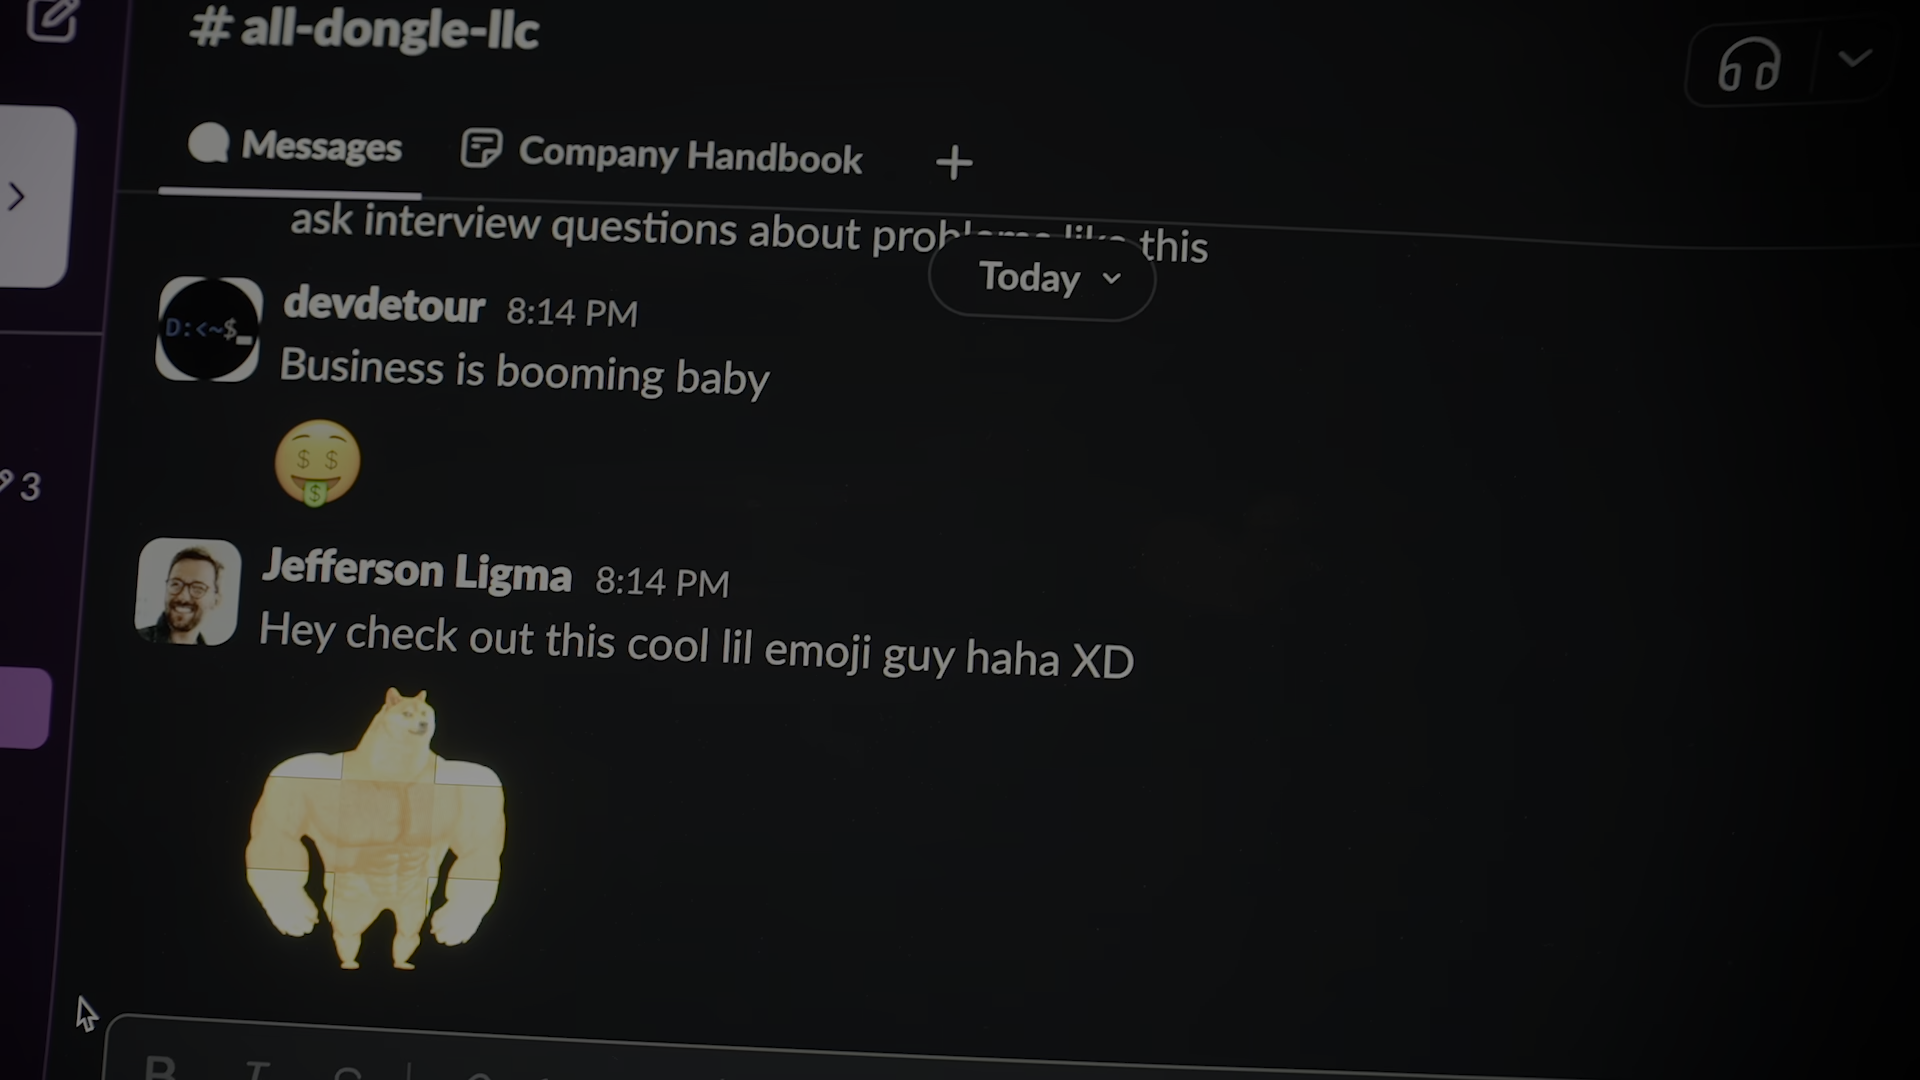 # all-dongle-llc
Messages
Company Handbook
ask interview questions about problems like this
Today
devdetour 8:14 PM
D:<~$_
Business is booming baby
3
Jefferson Ligma 8:14 PM
Hey check out this cool lil emoji guy haha XD
B